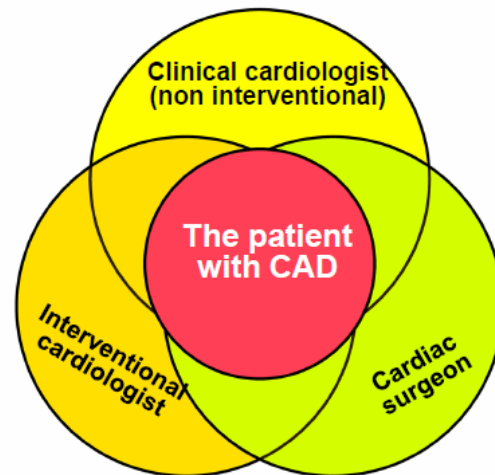 Clinical cardiologist
(non interventional)
The patient
with CAD
Interventional
cardiologist
Cardiac
surgeon